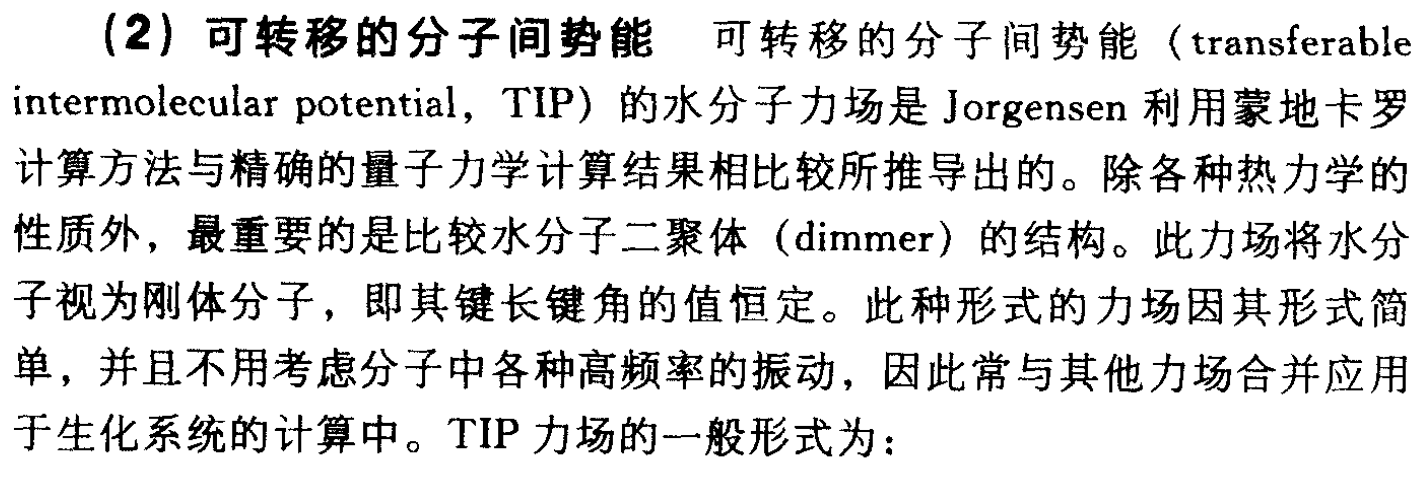 (2) 可转移的分子间势能 可转移的分子间势能 (transferable
intermolecular potential, TIP) 的水分子力场是 Jorgensen 利用蒙地卡罗
计算方法与精确的量子力学计算结果相比较所推导出的。除各种热力学的
性质外，最重要的是比较水分子二聚体 (dimmer) 的结构。此力场将水分
子视为刚体分子，即其键长键角的值恒定。此种形式的力场因其形式简
单，并且不用考虑分子中各种高频率的振动，因此常与其他力场合并应用
于生化系统的计算中。TIP 力场的一般形式为：